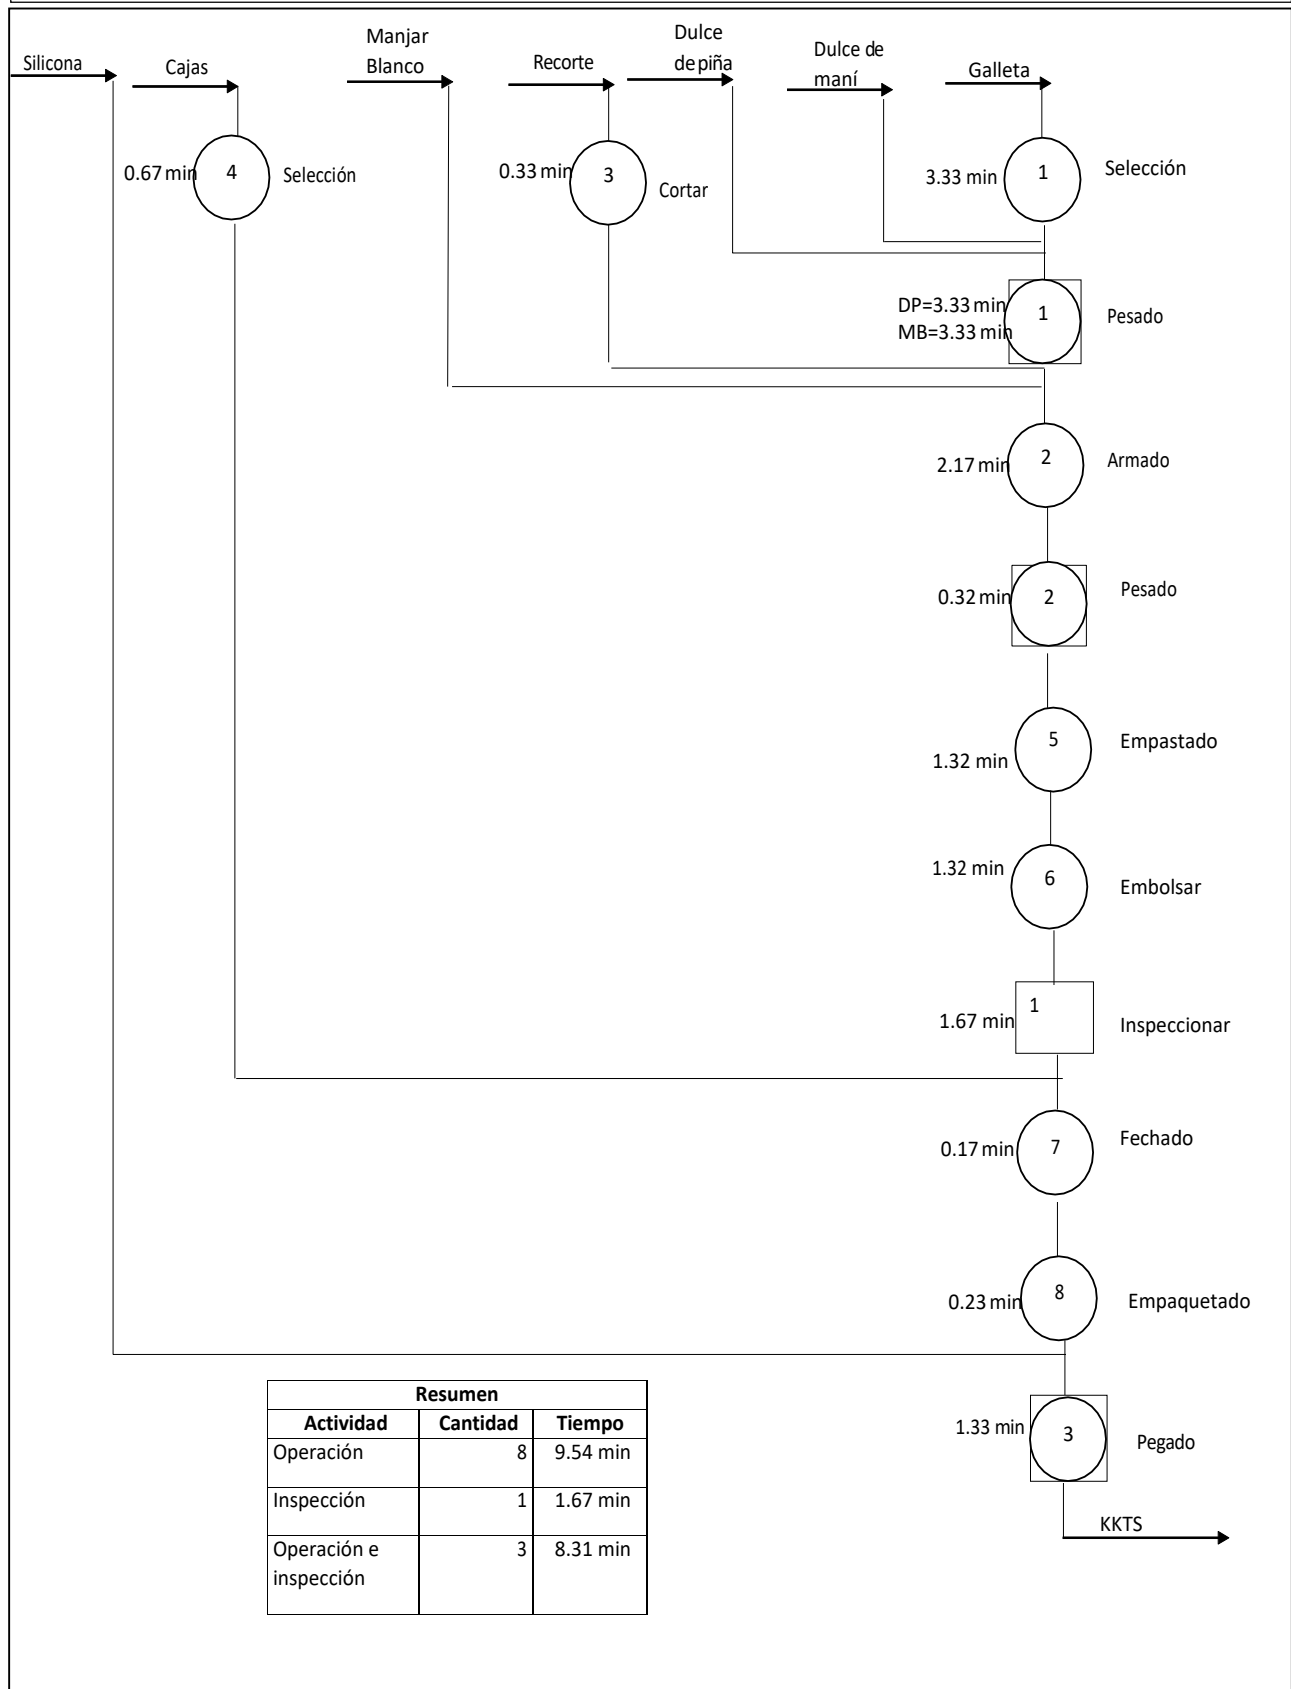 Silicona
Cajas
Manjar
Blanco
Recorte
Dulce
de piña
Dulce de
maní
Galleta
0.67 min
4
Selección
0.33 min
3
Cortar
3.33 min
1
Selección
DP=3.33 min
MB=3.33 min
1
Pesado
2.17 min
2
Armado
0.32 min
2
Pesado
1.32 min
5
Empastado
1.32 min
6
Embolsar
1.67 min
1
Inspeccionar
0.17 min
7
Fechado
0.23 min
8
Empaquetado
1.33 min
3
Pegado
KKTS
Resumen
Actividad Cantidad Tiempo
Operación 8 9.54 min
Inspección 1 1.67 min
Operación e 3 8.31 min
inspección